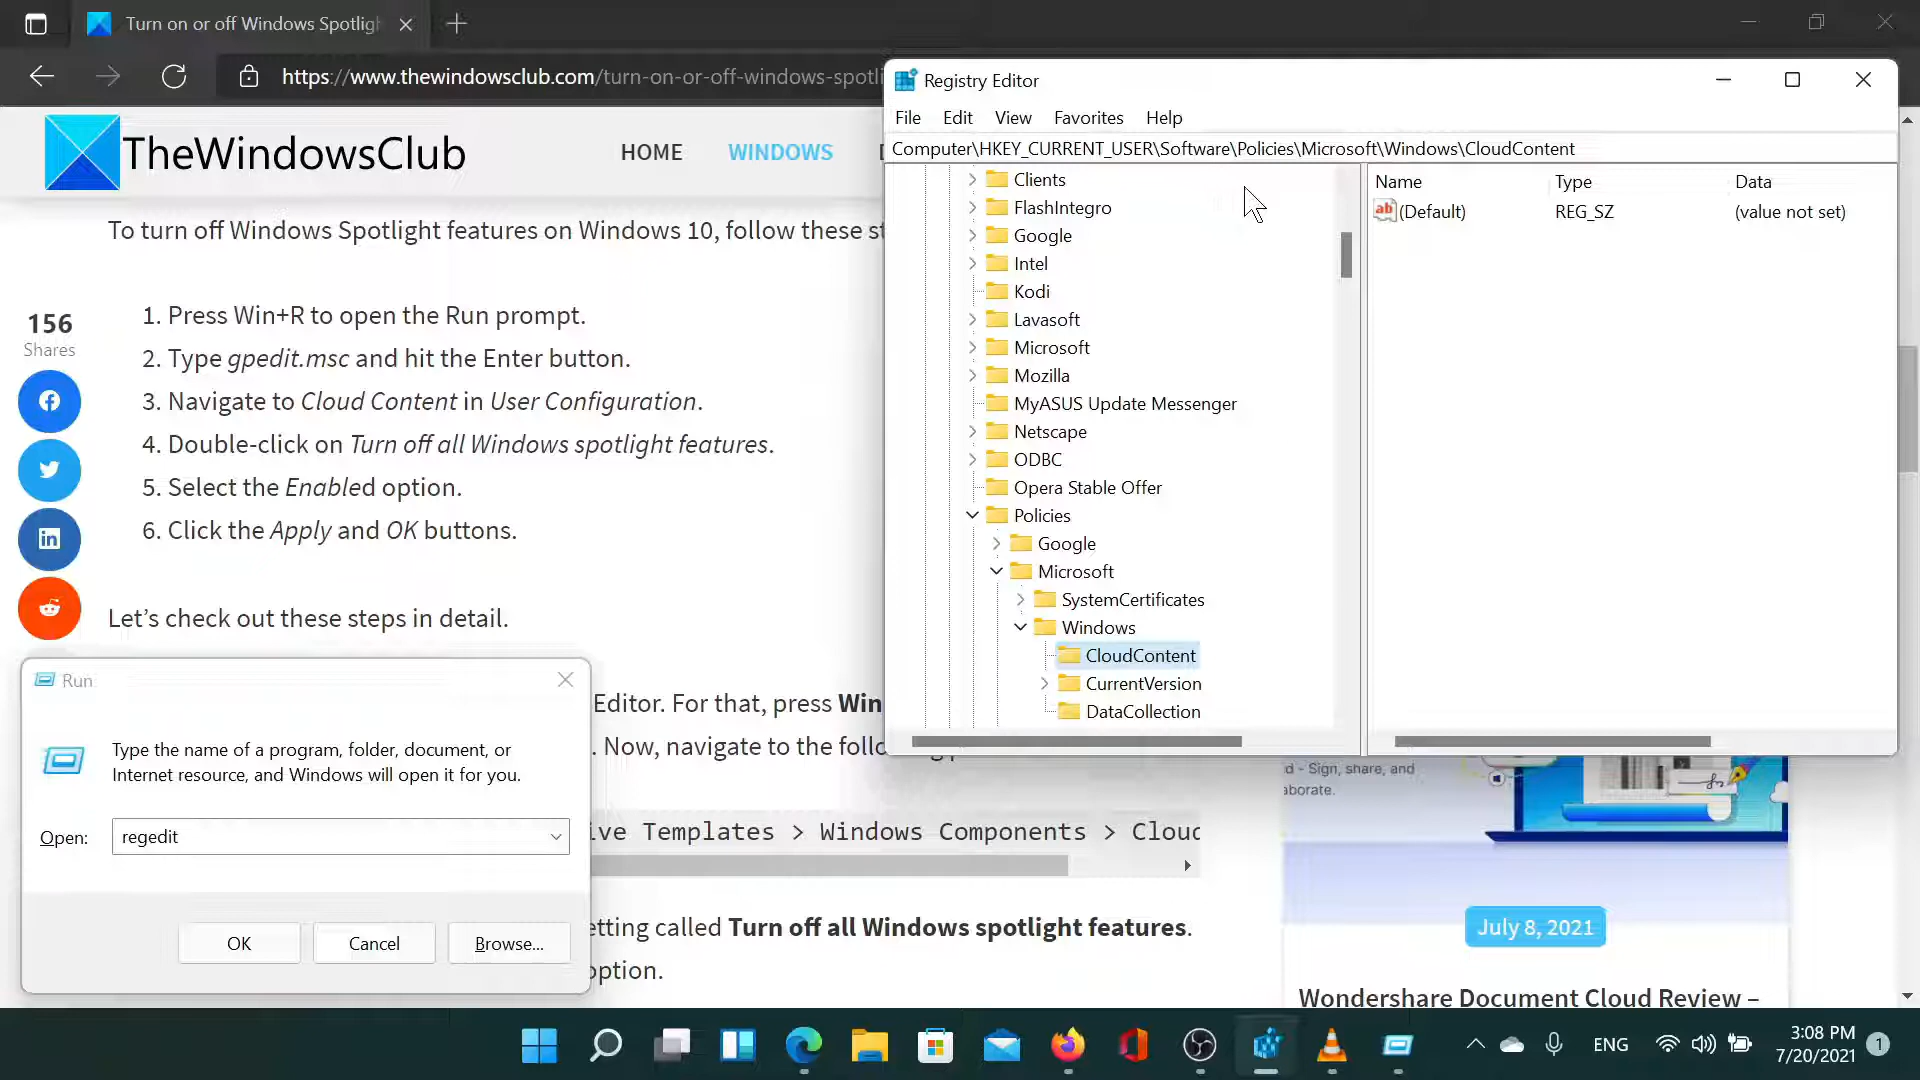 Turn on or off Windows Spotligh
https://www.thewindowsclub.com/turn-on-or-off-windows-spotli
TheWindowsClub
HOME
WINDOWS
To turn off Windows Spotlight features on Windows 10, follow these st
156
Shares
1. Press Win+R to open the Run prompt.
2. Type gpedit.msc and hit the Enter button.
3. Navigate to Cloud Content in User Configuration.
4. Double-click on Turn off all Windows spotlight features.
5. Select the Enabled option.
6. Click the Apply and OK buttons.
Let’s check out these steps in detail.
Editor. For that, press Win
. Now, navigate to the follo
ive Templates > Windows Components > Cloud
etting called Turn off all Windows spotlight features.
option.
Run
Type the name of a program, folder, document, or
Internet resource, and Windows will open it for you.
Open:
regedit
OK
Cancel
Browse...
Registry Editor
File
Edit
View
Favorites
Help
Computer\HKEY_CURRENT_USER\Software\Policies\Microsoft\Windows\CloudContent
Clients
FlashIntegro
Google
Intel
Kodi
Lavasoft
Microsoft
Mozilla
MyASUS Update Messenger
Netscape
ODBC
Opera Stable Offer
Policies
Google
Microsoft
SystemCertificates
Windows
CloudContent
CurrentVersion
DataCollection
Name
Type
Data
ab
(Default)
REG_SZ
(value not set)
d - Sign, share, and
aborate.
July 8, 2021
Wondershare Document Cloud Review –
ENG
3:08 PM
7/20/2021
1